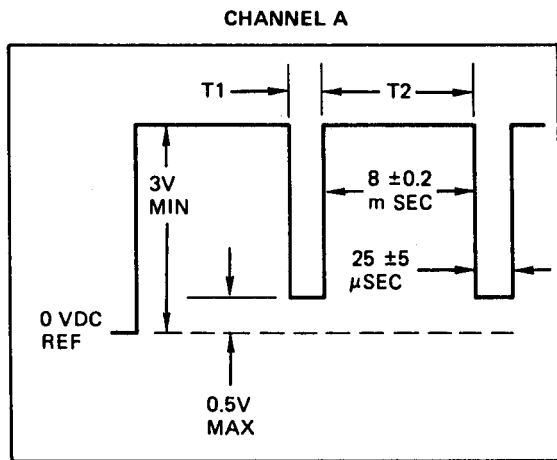 CHANNEL A
T1
T2
3V
MIN
8 ±0.2
m SEC
25 ±5
μSEC
0 VDC
REF
0.5V
MAX